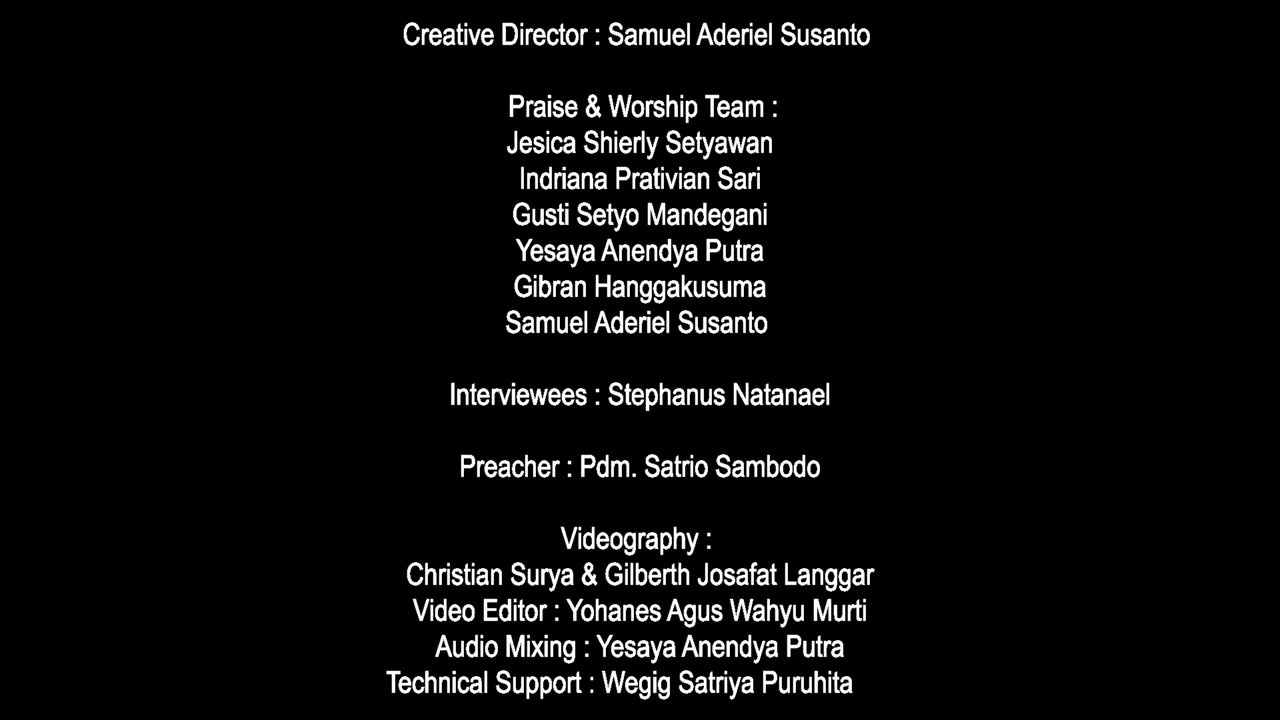 Creative Director : Samuel Aderiel Susanto
Praise & Worship Team :
Jesica Shierly Setyawan
Indriana Prativian Sari
Gusti Setyo Mandegani
Yesaya Anendya Putra
Gibran Hanggakusuma
Samuel Aderiel Susanto
Interviewees : Stephanus Natanael
Preacher : Pdm. Satrio Sambodo
Videography :
Christian Surya & Gilberth Josafat Langgar
Video Editor : Yohanes Agus Wahyu Murti
Audio Mixing : Yesaya Anendya Putra
Technical Support : Wegig Satriya Puruhita